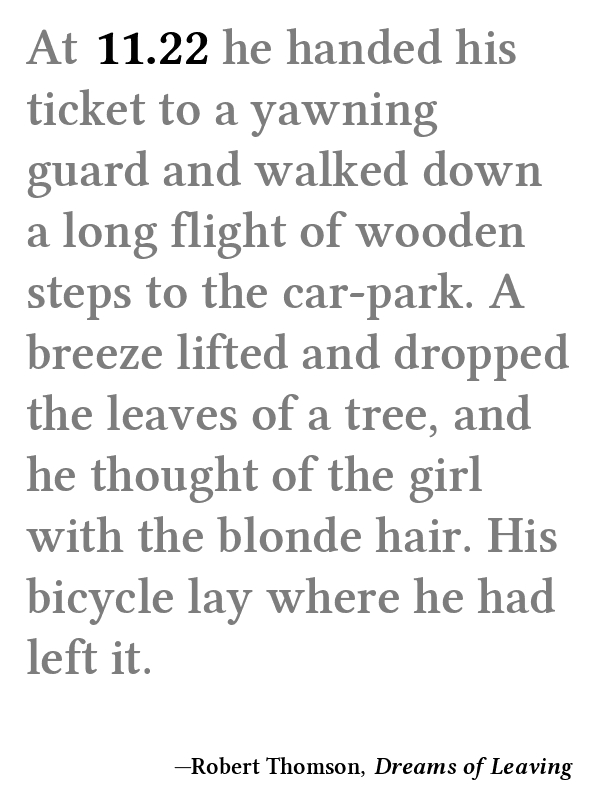 At 11.22 he handed his
ticket to a yawning
guard and walked down
a long flight of wooden
steps to the car-park. A
breeze lifted and dropped
the leaves of a tree, and
he thought of the girl
with the blonde hair. His
bicycle lay where he had
left it.
—Robert Thomson, Dreams of Leaving